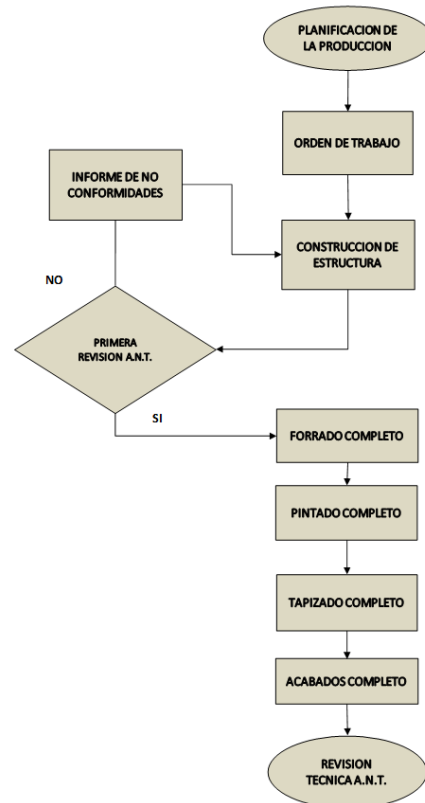 PLANIFICACION DE
LA PRODUCCION
ORDEN DE TRABAJO
INFORME DE NO
CONFORMIDADES
CONSTRUCCION DE
ESTRUCTURA
NO
PRIMERA
REVISION A.N.T.
SI
FORRADO COMPLETO
PINTADO COMPLETO
TAPIZADO COMPLETO
ACABADOS COMPLETO
REVISION
TECNICA A.N.T.